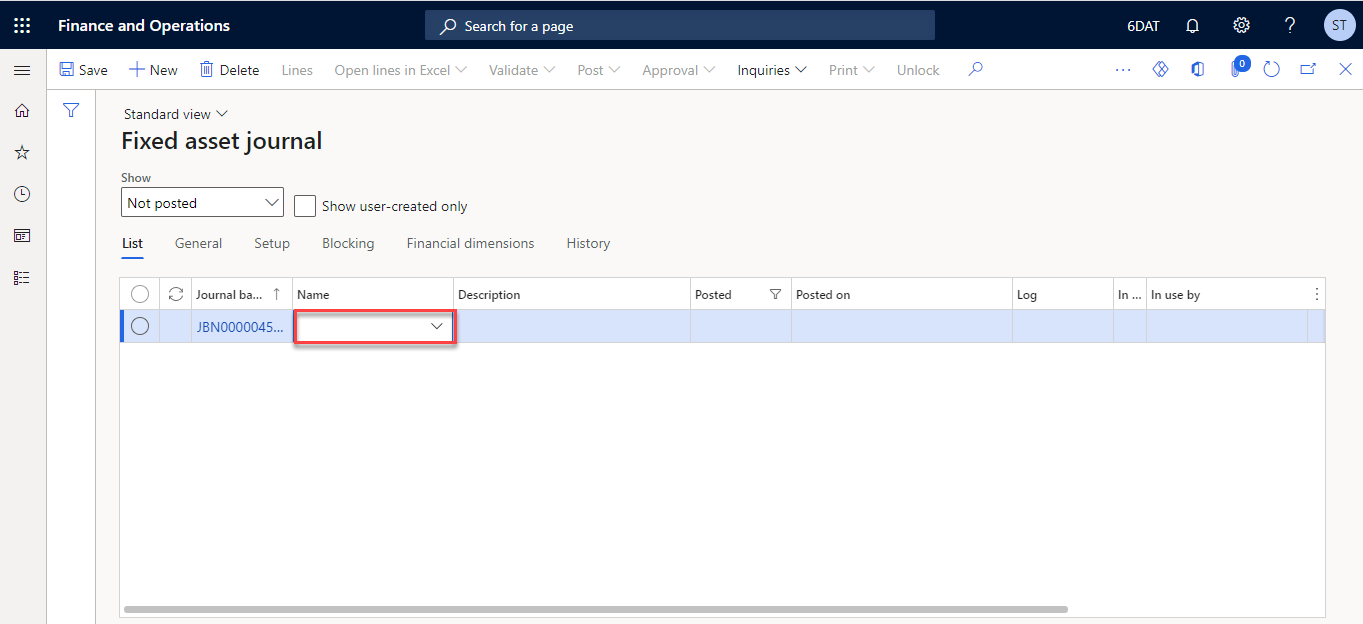 Finance and Operations Search for a page 6DAT ? ST
Save New Delete Lines Open lines in Excel Validate Post Approval Inquiries Print Unlock ... 0
Standard view
Fixed asset journal
Show
Not posted Show user-created only
List General Setup Blocking Financial dimensions History
Journal ba... Name Description Posted Posted on Log In ... In use by
JBN0000045...